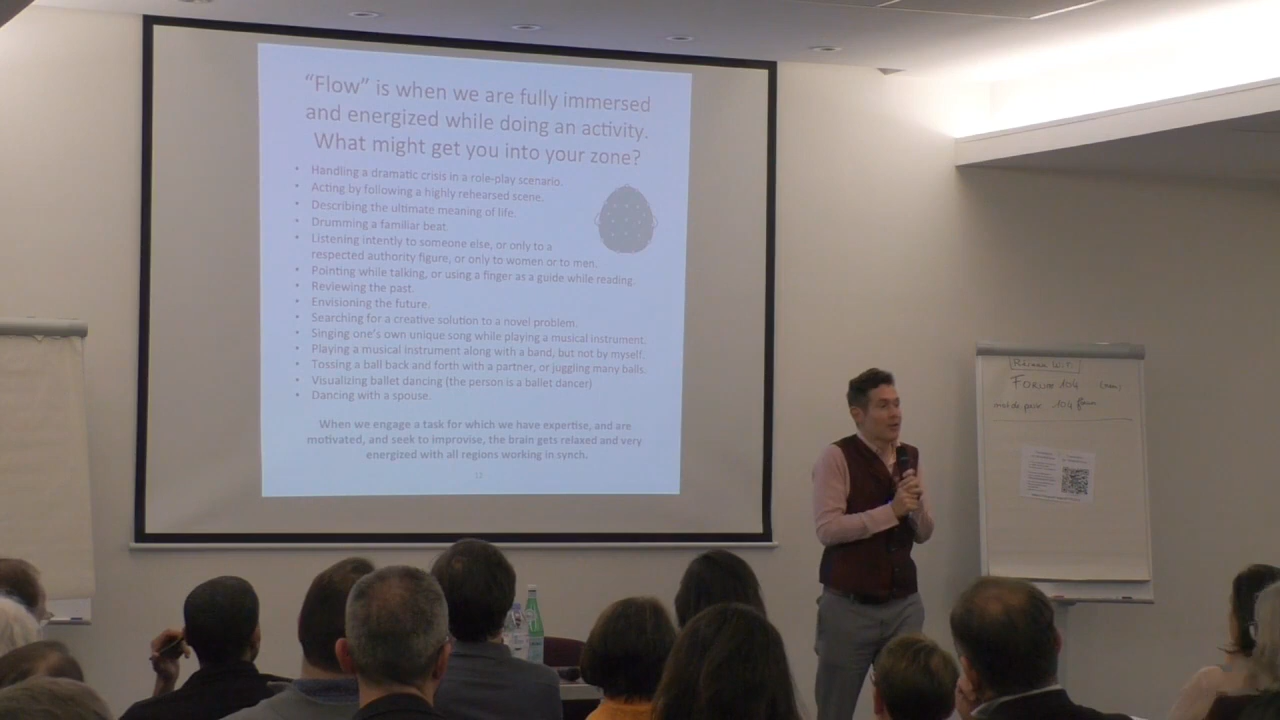 “Flow” is when we are fully immersed
and energized while doing an activity.
What might get you into your zone?
• Handling a dramatic crisis in a role-play scenario.
• Acting by following a highly rehearsed scene.
• Describing the ultimate meaning of life.
• Drumming a familiar beat.
• Listening intently to someone else, or only to a
respected authority figure, or only to women or to men.
• Pointing while talking, or using a finger as a guide while reading.
• Reviewing the past.
• Envisioning the future.
• Searching for a creative solution to a novel problem.
• Singing one’s own unique song while playing a musical instrument.
• Playing a musical instrument along with a band, but not by myself.
• Tossing a ball back and forth with a partner, or juggling many balls.
• Visualizing ballet dancing (the person is a ballet dancer)
• Dancing with a spouse.
When we engage a task for which we have expertise, and are
motivated, and seek to improvise, the brain gets relaxed and very
energized with all regions working in synch.
FORUM 104
104